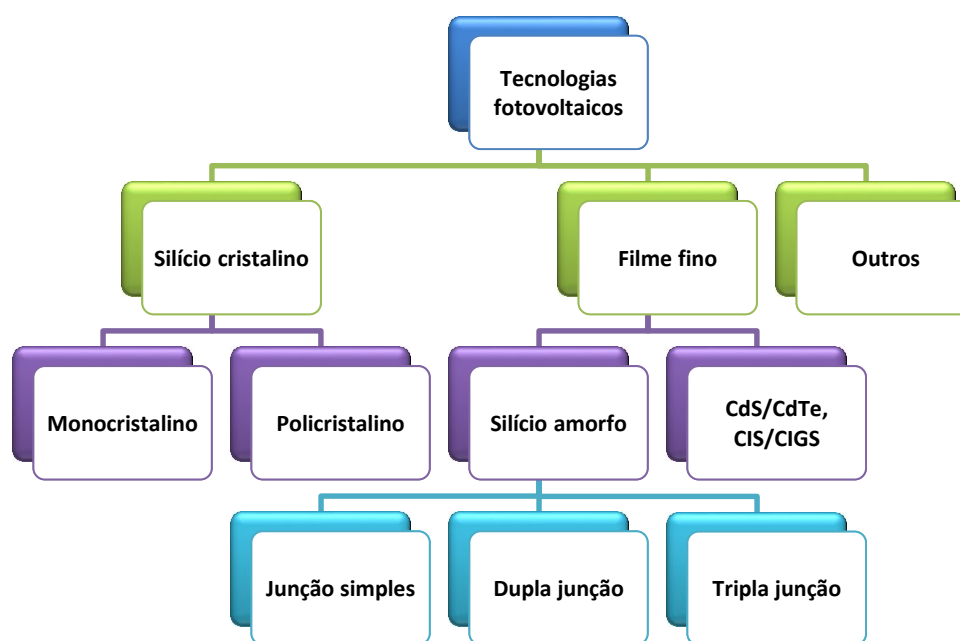 Tecnologias
fotovoltaicos
Silício cristalino
Filme fino
Outros
Monocristalino
Policristalino
Silício amorfo
CdS/CdTe,
CIS/CIGS
Junção simples
Dupla junção
Tripla junção